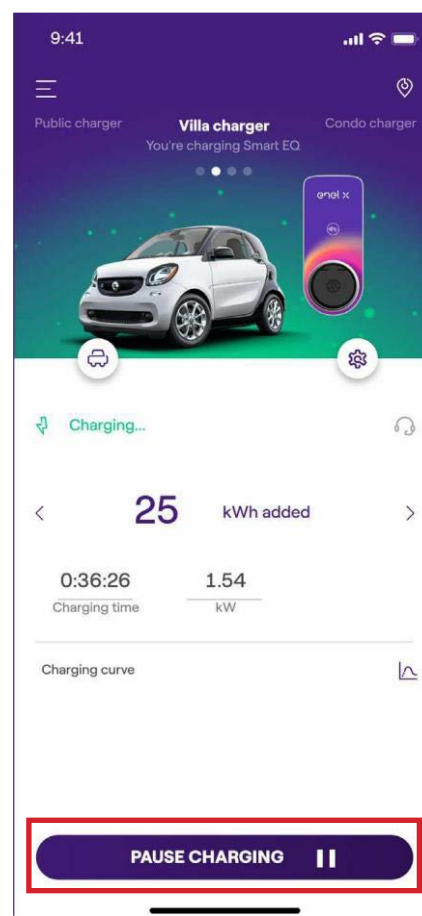 9:41
Public charger Villa charger Condo charger
You're charging Smart EQ
enel x
Charging...
25 kWh added
0:36:26 1.54
Charging time kW
Charging curve
PAUSE CHARGING